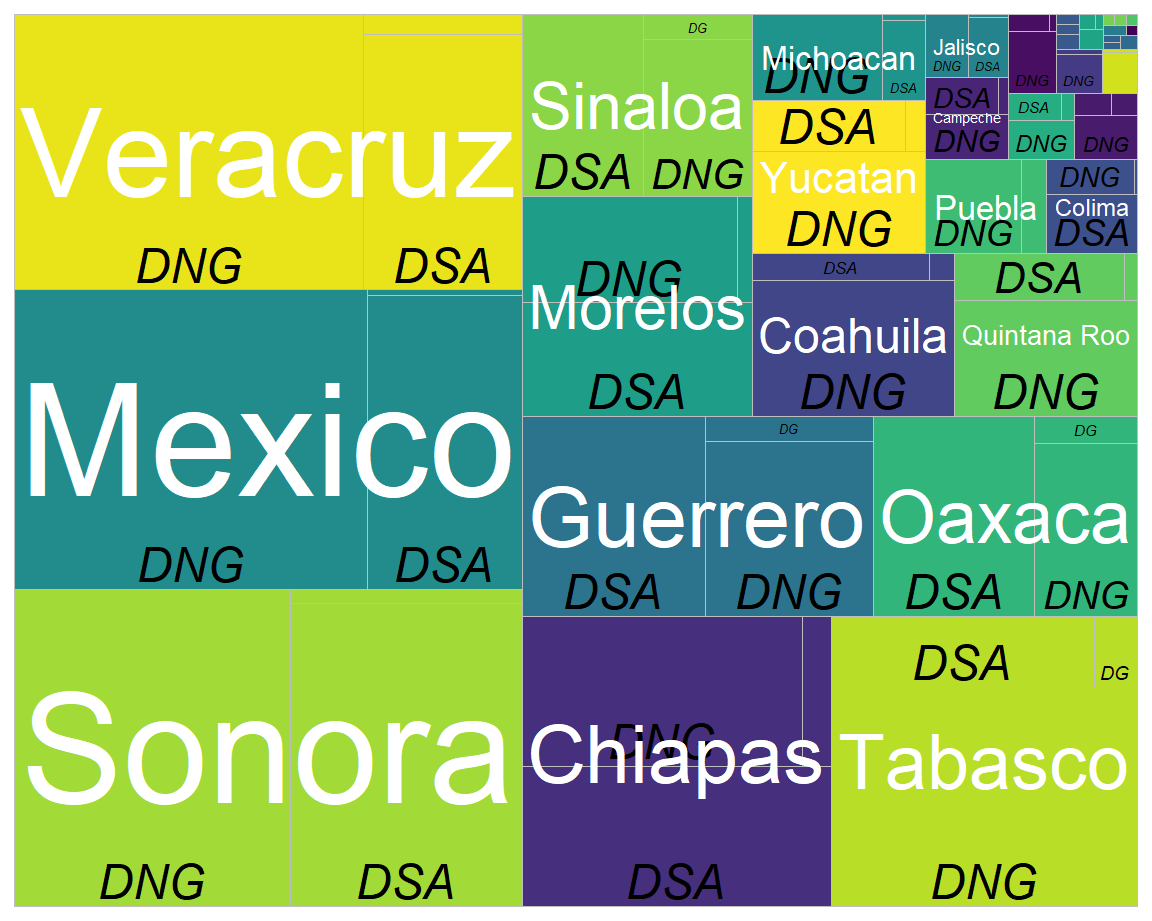 Veracruz
DNG
DSA
Mexico
DNG
DSA
Sonora
DNG
DSA
Sinaloa
DSA
DG
DNG
Morelos
DNG
DSA
Michoacan
DNG
DSA
DSA
Yucatan
DNG
Jalisco
DNG
DSA
DSA
Campeche
DNG
DNG
DNG
DSA
DNG
DNG
Puebla
DNG
DNG
Colima
DSA
DSA
Coahuila
DNG
DSA
Quintana Roo
DNG
Guerrero
DSA
DG
DNG
Oaxaca
DSA
DG
DNG
Chiapas
DNG
DSA
DSA
DG
Tabasco
DNG